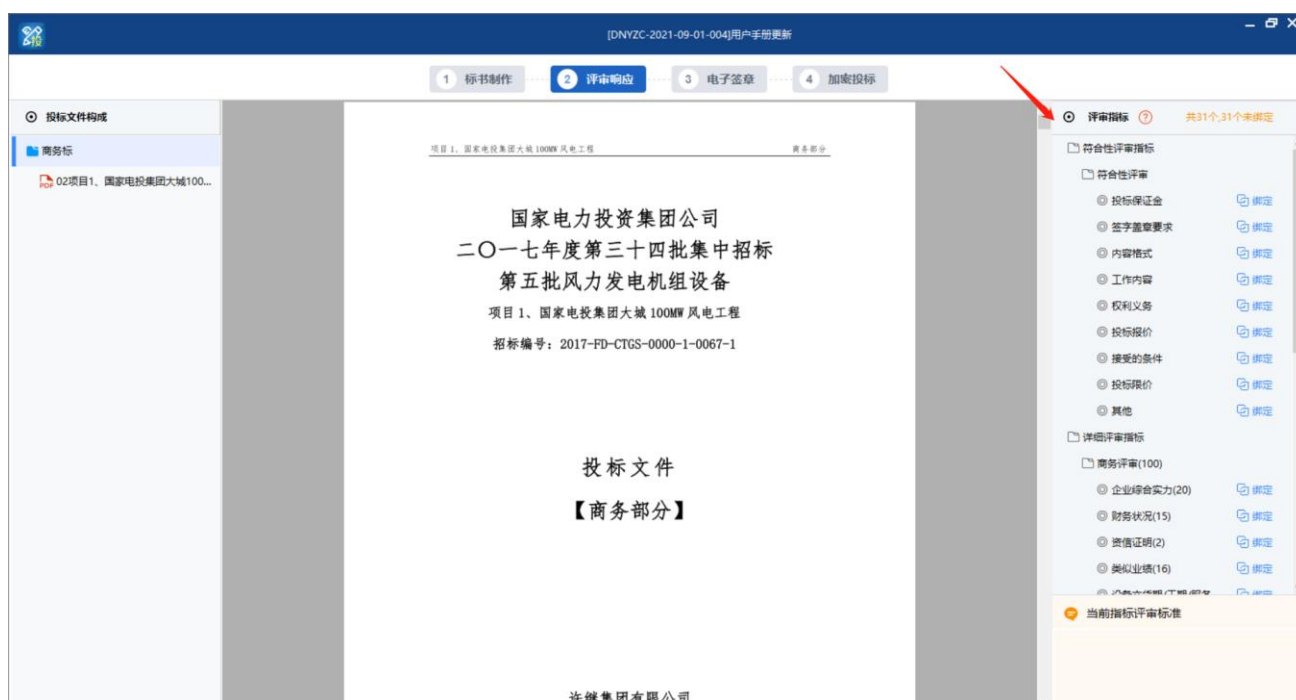 [DNYZC-2021-09-01-004]用户手册更新
1 标书制作
2 评审响应
3 电子签章
4 加密投标
投标文件构成
商务标
02项目1、国家电投集团大城100...
项目1、国家电投集团大城100MW风电工程 商务部分
国家电力投资集团公司
二〇一七年度第三十四批集中招标
第五批风力发电机组设备
项目1、国家电投集团大城100MW风电工程
招标编号：2017-FD-CTGS-0000-1-0067-1
投标文件
【商务部分】
许继集团有限公司
评审指标 ? 共31个,31个未绑定
符合性评审指标
符合性评审
投标保证金 绑定
签字盖章要求 绑定
内容格式 绑定
工作内容 绑定
权利义务 绑定
投标报价 绑定
接受的条件 绑定
投标限价 绑定
其他 绑定
详细评审指标
商务评审(100)
企业综合实力(20) 绑定
财务状况(15) 绑定
资信证明(2) 绑定
类似业绩(16) 绑定
当前指标评审标准